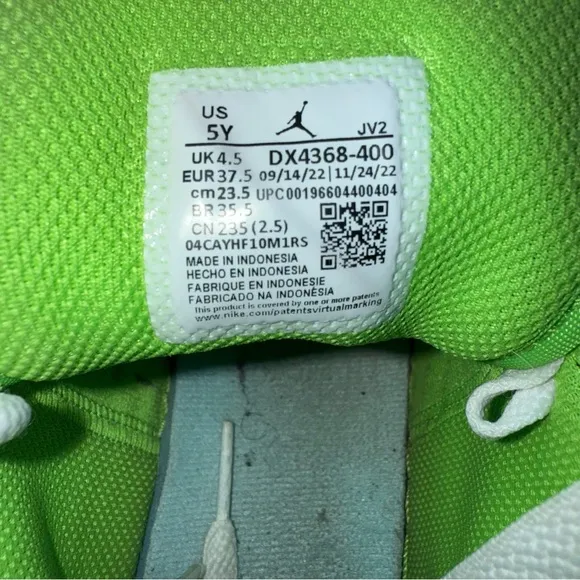 US
5Y JV2
UK 4.5 DX4368-400
EUR 37.5 09/14/22 | 11/24/22
cm 23.5 UPC 00196604400404
BR 35.5
CN 235 (2.5)
04CAYHF10M1RS
MADE IN INDONESIA
HECHO EN INDONESIA
FABRIQUE EN INDONESIE
FABRICADO NA INDONÉSIA
This product is covered by one or more patents
www.nike.com/patentsvirtualmarking